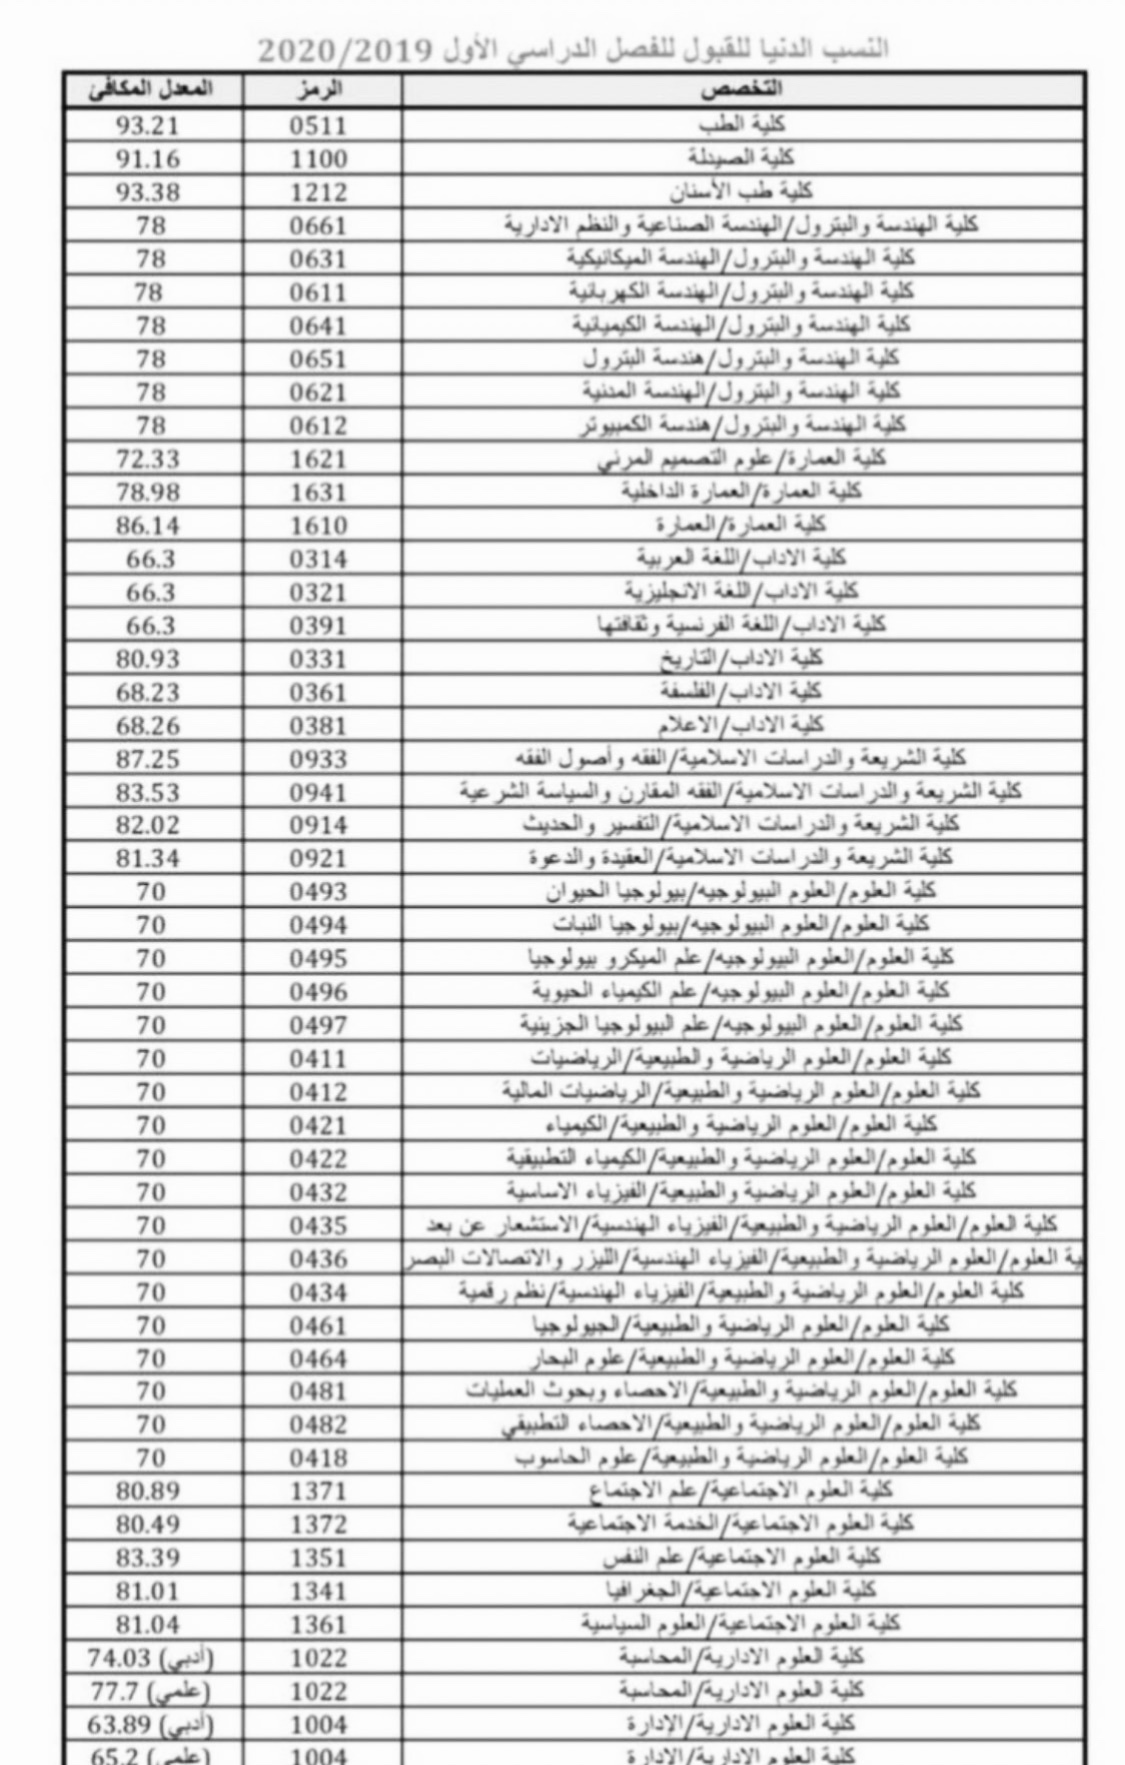 النسب الدنيا للقبول للفصل الدراسي الأول 2020/2019
التخصص الرمز المعدل المكافئ
كلية الطب 0511 93.21
كلية الصيدلة 1100 91.16
كلية طب الأسنان 1212 93.38
كلية الهندسة والبترول/الهندسة الصناعية والنظم الادارية 0661 78
كلية الهندسة والبترول/الهندسة الميكانيكية 0631 78
كلية الهندسة والبترول/الهندسة الكهربائية 0611 78
كلية الهندسة والبترول/الهندسة الكيميائية 0641 78
كلية الهندسة والبترول/هندسة البترول 0651 78
كلية الهندسة والبترول/الهندسة المدنية 0621 78
كلية الهندسة والبترول/هندسة الكمبيوتر 0612 78
كلية العمارة/علوم التصميم المرئي 1621 72.33
كلية العمارة/العمارة الداخلية 1631 78.98
كلية العمارة/العمارة 1610 86.14
كلية الاداب/اللغة العربية 0314 66.3
كلية الاداب/اللغة الانجليزية 0321 66.3
كلية الاداب/اللغة الفرنسية وثقافتها 0391 66.3
كلية الاداب/التاريخ 0331 80.93
كلية الاداب/الفلسفة 0361 68.23
كلية الاداب/الاعلام 0381 68.26
كلية الشريعة والدراسات الاسلامية/الفقه وأصول الفقه 0933 87.25
كلية الشريعة والدراسات الاسلامية/الفقه المقارن والسياسة الشرعية 0941 83.53
كلية الشريعة والدراسات الاسلامية/التفسير والحديث 0914 82.02
كلية الشريعة والدراسات الاسلامية/العقيدة والدعوة 0921 81.34
كلية العلوم/العلوم البيولوجيه/بيولوجيا الحيوان 0493 70
كلية العلوم/العلوم البيولوجيه/بيولوجيا النبات 0494 70
كلية العلوم/العلوم البيولوجيه/علم الميكرو بيولوجيا 0495 70
كلية العلوم/العلوم البيولوجيه/علم الكيمياء الحيوية 0496 70
كلية العلوم/العلوم البيولوجيه/علم البيولوجيا الجزيئية 0497 70
كلية العلوم/العلوم الرياضية والطبيعية/الرياضيات 0411 70
كلية العلوم/العلوم الرياضية والطبيعية/الرياضيات المالية 0412 70
كلية العلوم/العلوم الرياضية والطبيعية/الكيمياء 0421 70
كلية العلوم/العلوم الرياضية والطبيعية/الكيمياء التطبيقية 0422 70
كلية العلوم/العلوم الرياضية والطبيعية/الفيزياء الاساسية 0432 70
كلية العلوم/العلوم الرياضية والطبيعية/الفيزياء الهندسية/الاستشعار عن بعد 0435 70
ية العلوم/العلوم الرياضية والطبيعية/الفيزياء الهندسية/الليزر والاتصالات البصر 0436 70
كلية العلوم/العلوم الرياضية والطبيعية/الفيزياء الهندسية/نظم رقمية 0434 70
كلية العلوم/العلوم الرياضية والطبيعية/الجيولوجيا 0461 70
كلية العلوم/العلوم الرياضية والطبيعية/علوم البحار 0464 70
كلية العلوم/العلوم الرياضية والطبيعية/الاحصاء وبحوث العمليات 0481 70
كلية العلوم/العلوم الرياضية والطبيعية/الاحصاء التطبيقي 0482 70
كلية العلوم/العلوم الرياضية والطبيعية/علوم الحاسوب 0418 70
كلية العلوم الاجتماعية/علم الاجتماع 1371 80.89
كلية العلوم الاجتماعية/الخدمة الاجتماعية 1372 80.49
كلية العلوم الاجتماعية/علم النفس 1351 83.39
كلية العلوم الاجتماعية/الجغرافيا 1341 81.01
كلية العلوم الاجتماعية/العلوم السياسية 1361 81.04
كلية العلوم الادارية/المحاسبة 1022 74.03 (أدبي)
كلية العلوم الادارية/المحاسبة 1022 77.7 (علمي)
كلية العلوم الادارية/الإدارة 1004 63.89 (أدبي)
كلية العلوم الادارية/الإدارة 1004 65.2 (علمي)